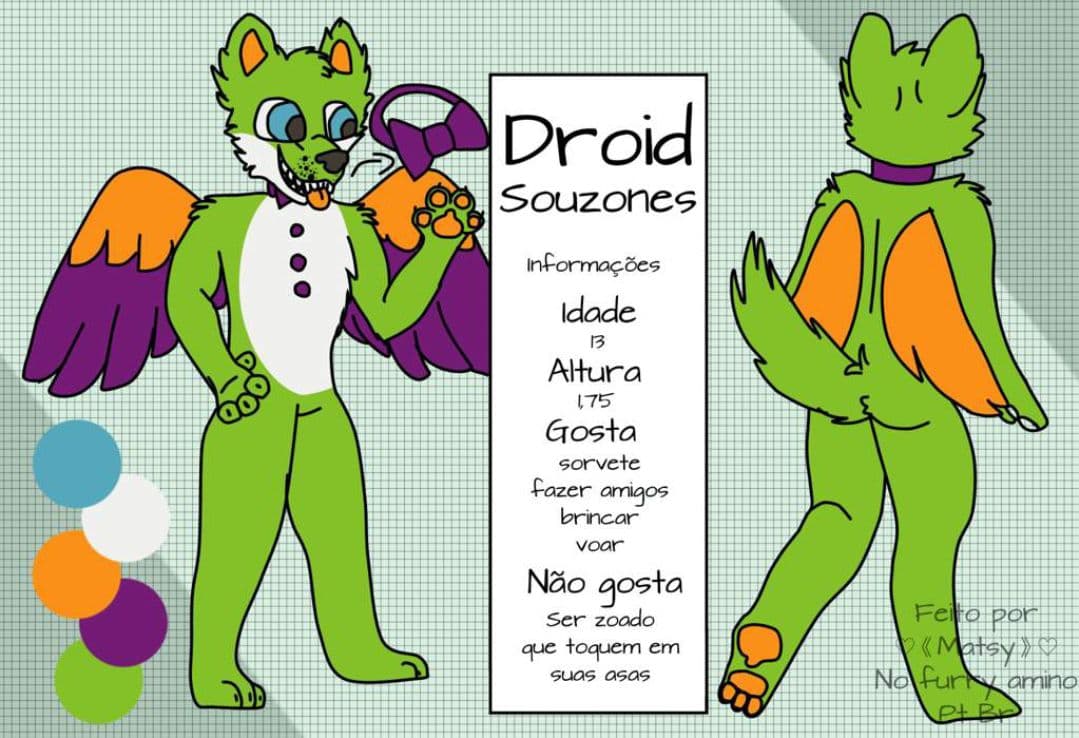 Droid
Souzones
Informações
Idade
13
Altura
1,75
Gosta
sorvete
fazer amigos
brincar
voar
Não gosta
Ser zoado
que toquem em
suas asas
Feito por
♡《Matsy》♡
No furry amino
Pt Br